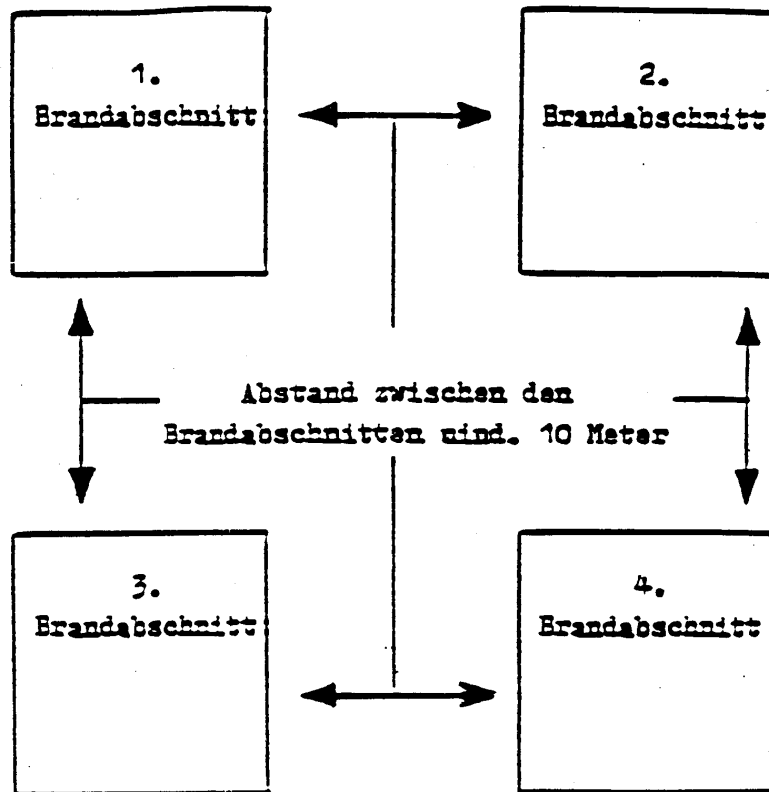 1.
Brandabschnitt
2.
Brandabschnitt
Abstand zwischen den
Brandabschnitten mind. 10 Meter
3.
Brandabschnitt
4.
Brandabschnitt